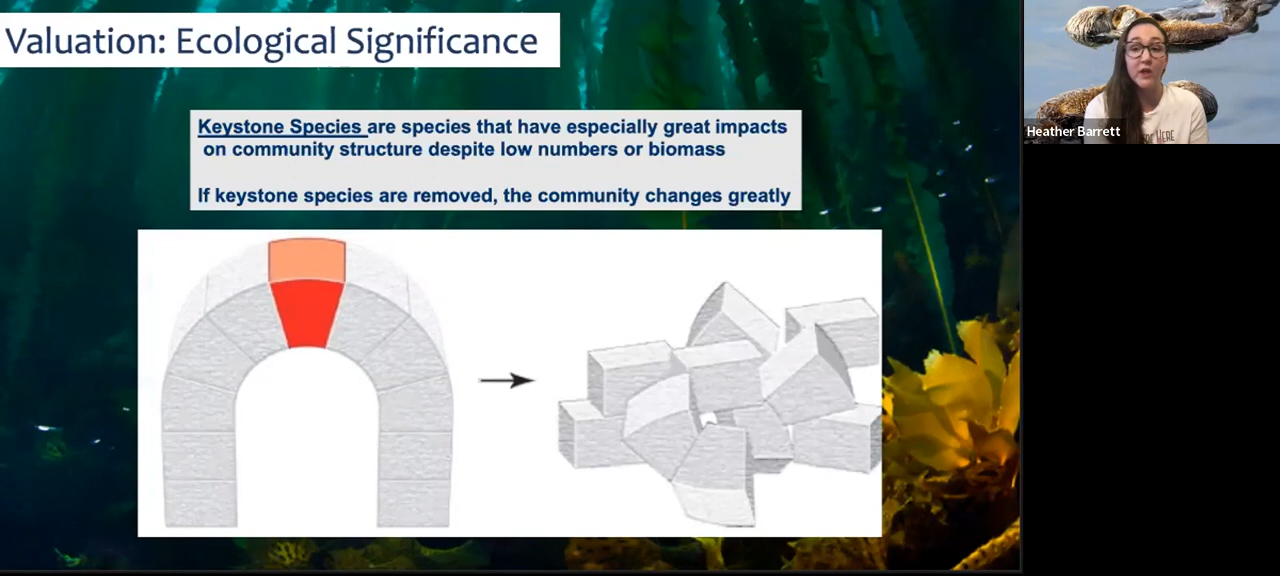 Valuation: Ecological Significance
Keystone Species are species that have especially great impacts
on community structure despite low numbers or biomass
If keystone species are removed, the community changes greatly
Heather Barrett
HERE